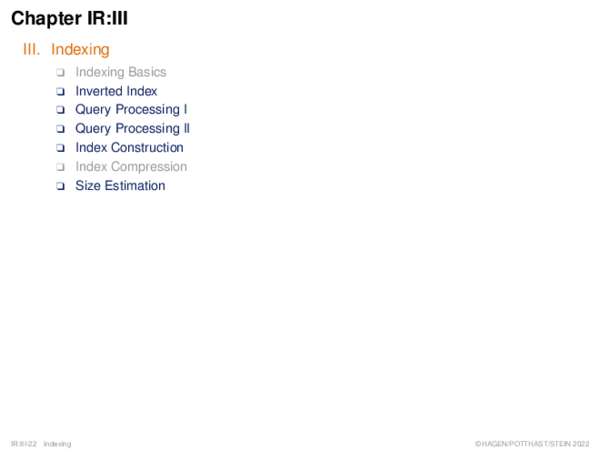 Chapter IR:III
III. Indexing
❑ Indexing Basics
❑ Inverted Index
❑ Query Processing I
❑ Query Processing II
❑ Index Construction
❑ Index Compression
❑ Size Estimation
IR:III-22 Indexing
©HAGEN/POTTHAST/STEIN 2022